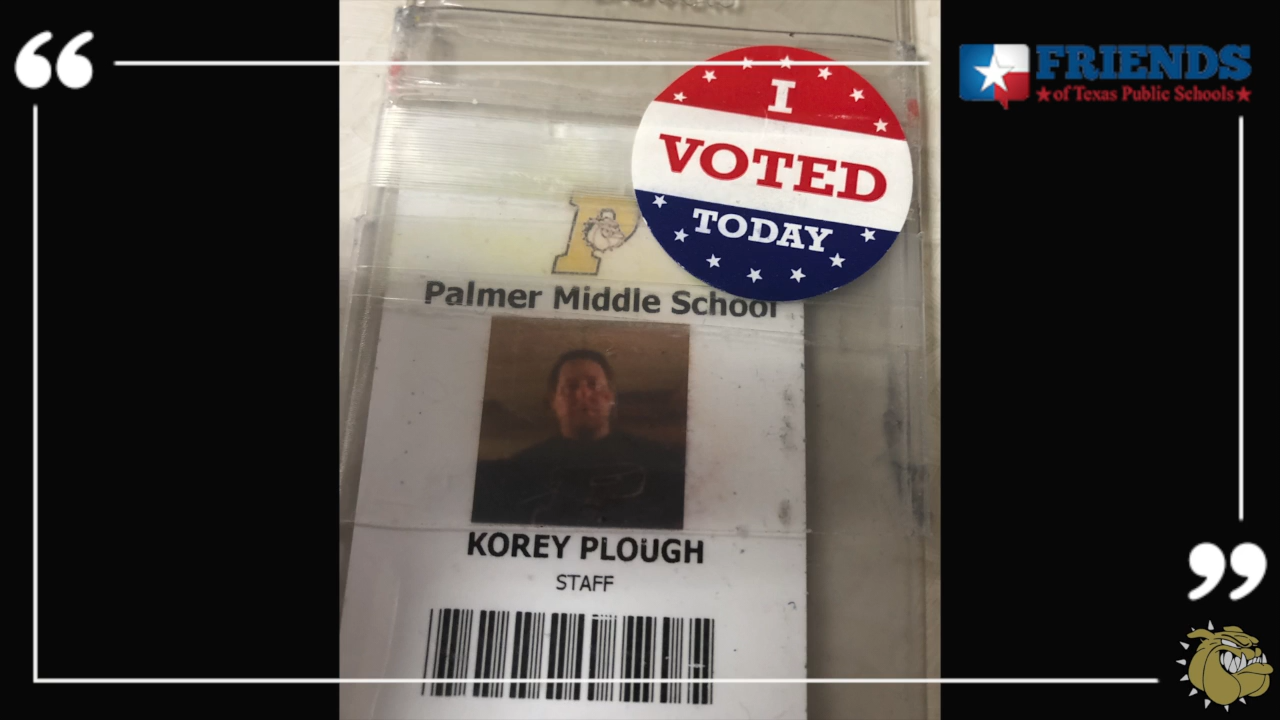 “
FRIENDS
★of Texas Public Schools★
I
VOTED
TODAY
P
Palmer Middle School
KOREY PLOUGH
STAFF
”